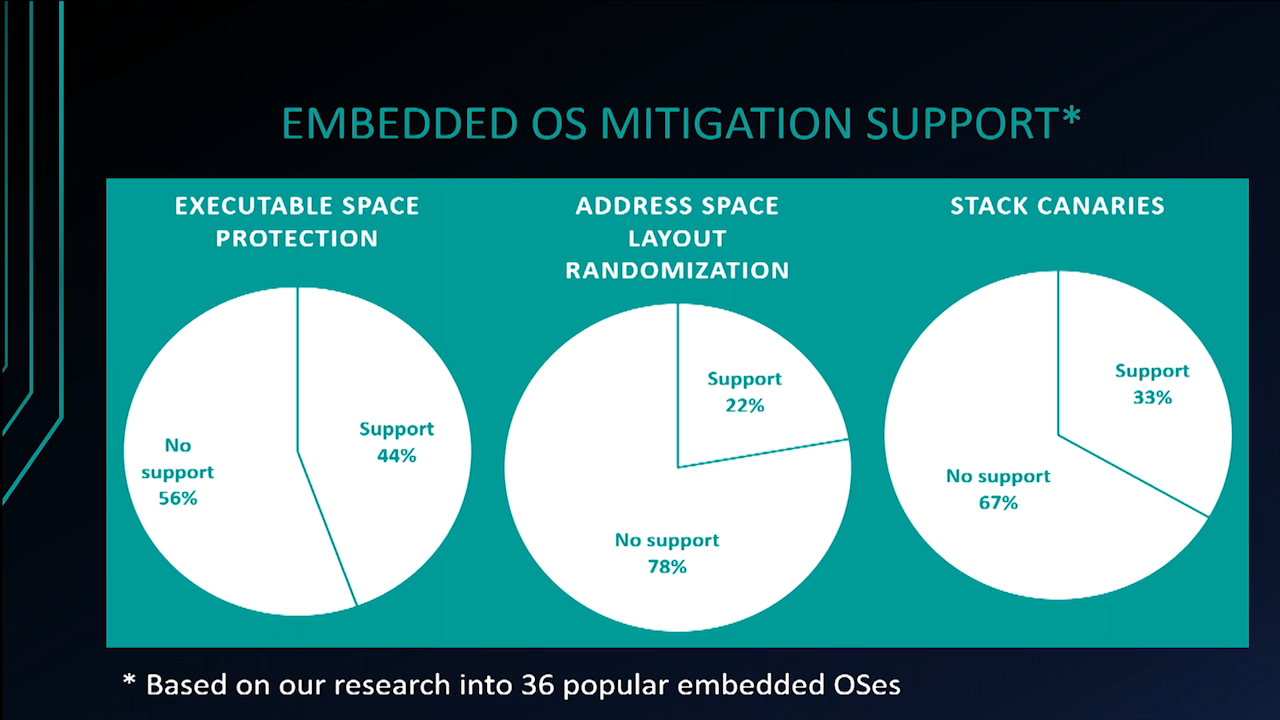 EMBEDDED OS MITIGATION SUPPORT*
EXECUTABLE SPACE
PROTECTION
No
support
56%
Support
44%
ADDRESS SPACE
LAYOUT
RANDOMIZATION
Support
22%
No support
78%
STACK CANARIES
Support
33%
No support
67%
* Based on our research into 36 popular embedded OSes